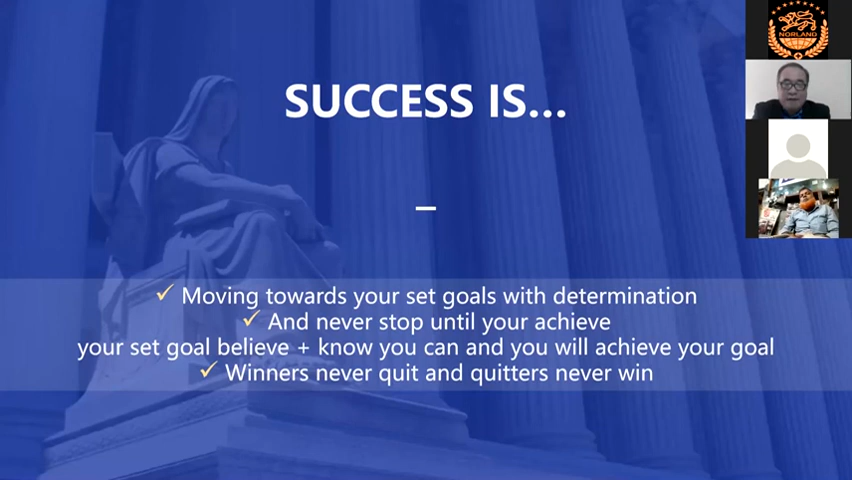 SUCCESS IS...
–
✓ Moving towards your set goals with determination
✓ And never stop until your achieve
your set goal believe + know you can and you will achieve your goal
✓ Winners never quit and quitters never win
NORLAND